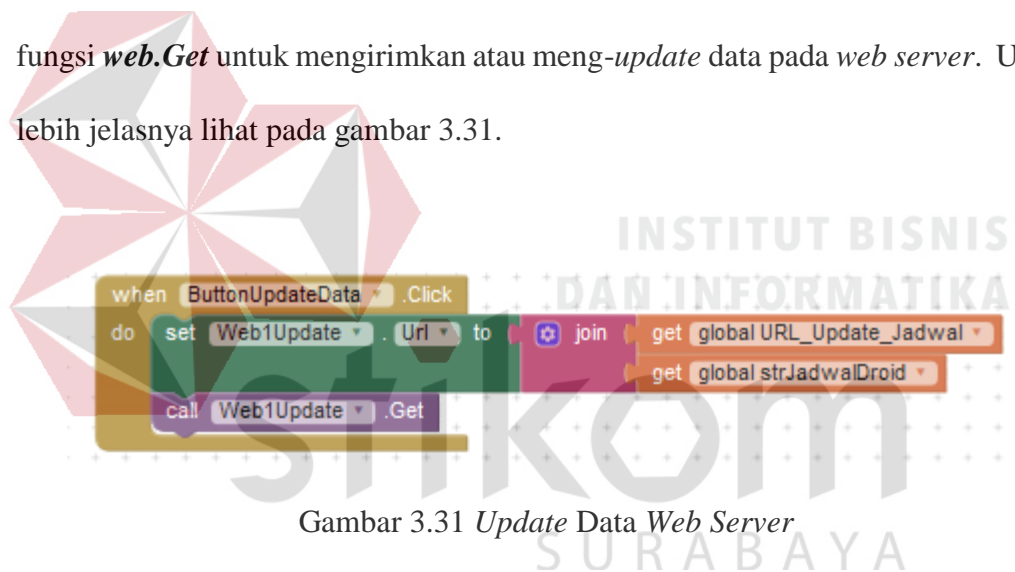 fungsi web.Get untuk mengirimkan atau meng-update data pada web server. U
lebih jelasnya lihat pada gambar 3.31.
INSTITUT BISNIS
DAN INFORMATIKA
when ButtonUpdateData .Click
do set Web1Update . Url to join get global URL_Update_Jadwal
get global strJadwalDroid
call Web1Update .Get
stikom
Gambar 3.31 Update Data Web Server
SURABAYA